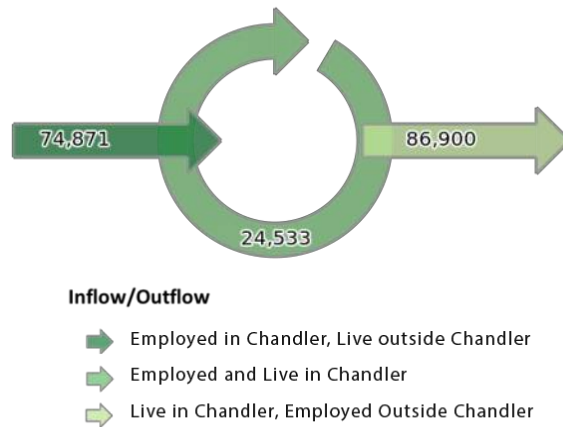 74,871
86,900
24,533
Inflow/Outflow
Employed in Chandler, Live outside Chandler
Employed and Live in Chandler
Live in Chandler, Employed Outside Chandler